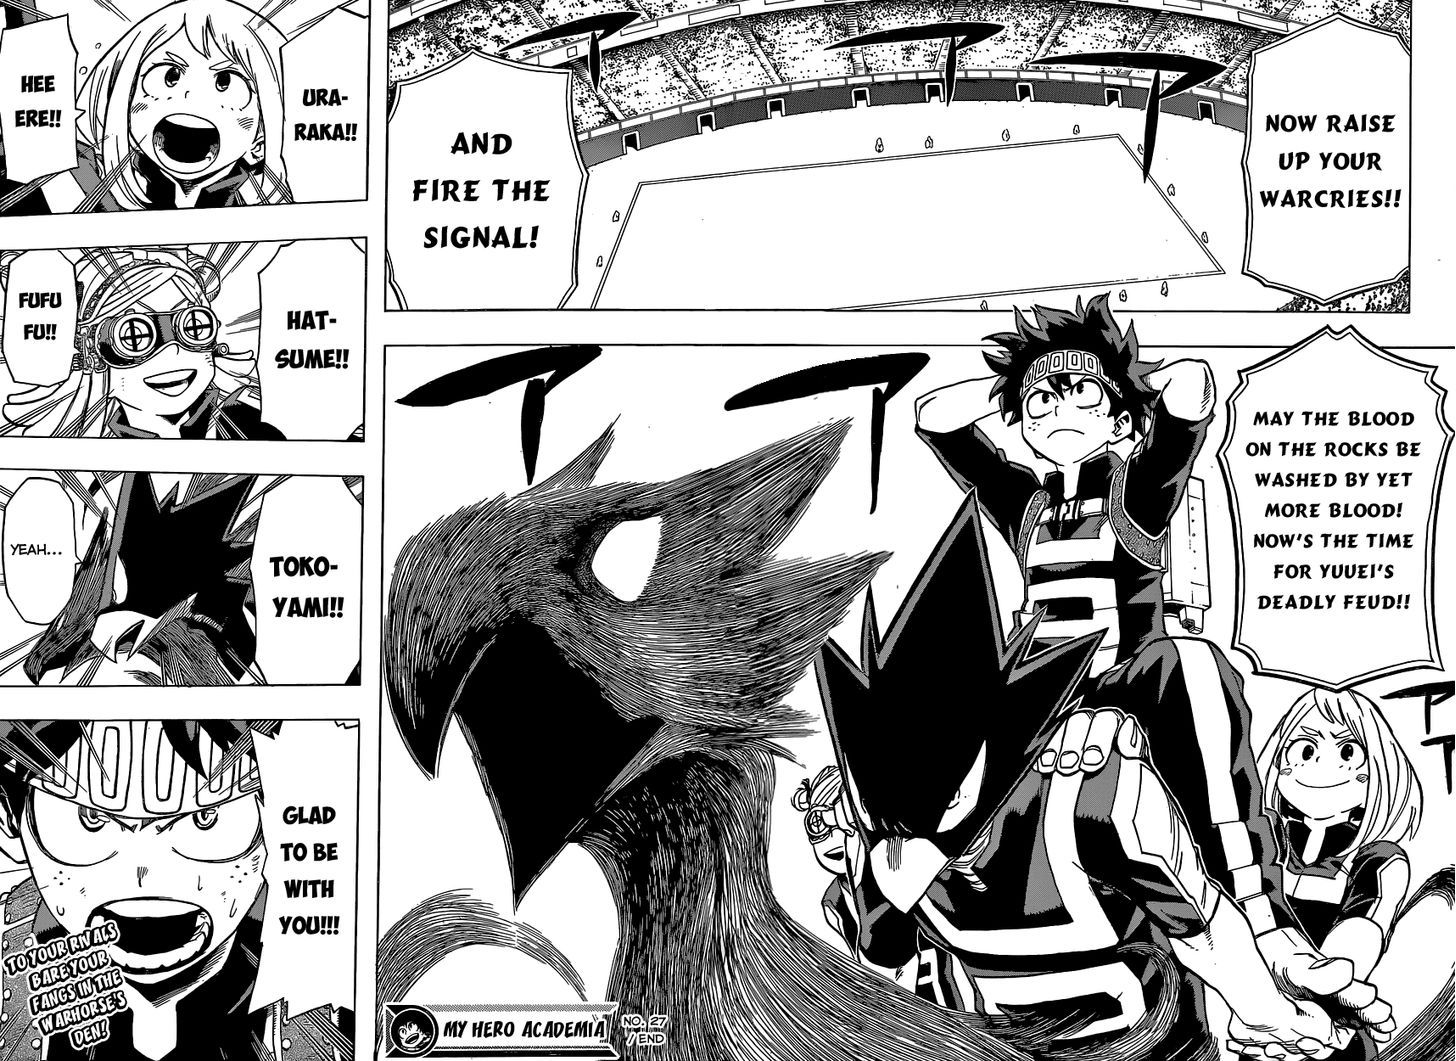 NOW RAISE
UP YOUR
WARCRIES!!
AND
FIRE THE
SIGNAL!
MAY THE BLOOD
ON THE ROCKS BE
WASHED BY YET
MORE BLOOD!
NOW'S THE TIME
FOR YUUEI'S
DEADLY FEUD!!
URA-
RAKA!!
HEE
ERE!!
HAT-
SUME!!
FUFU
FU!!
TOKO-
YAMI!!
YEAH...
GLAD
TO BE
WITH
YOU!!!
TO YOUR RIVALS
BARE YOUR
FANGS IN THE
WARHORSE'S
DEN!
MY HERO ACADEMIA
NO. 27
/ END